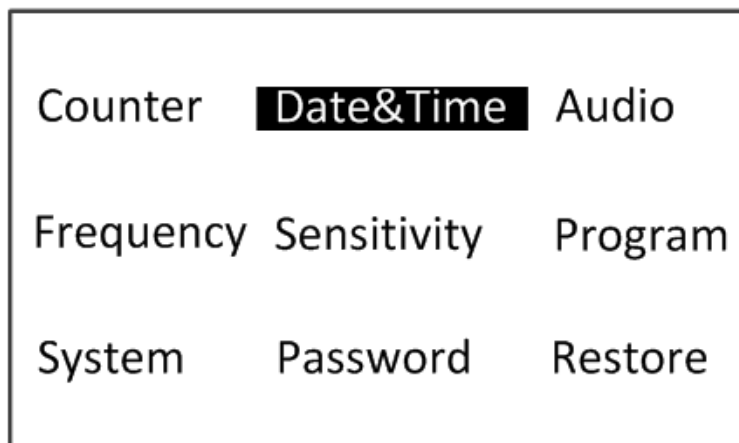 Counter Date&Time Audio
Frequency Sensitivity Program
System Password Restore